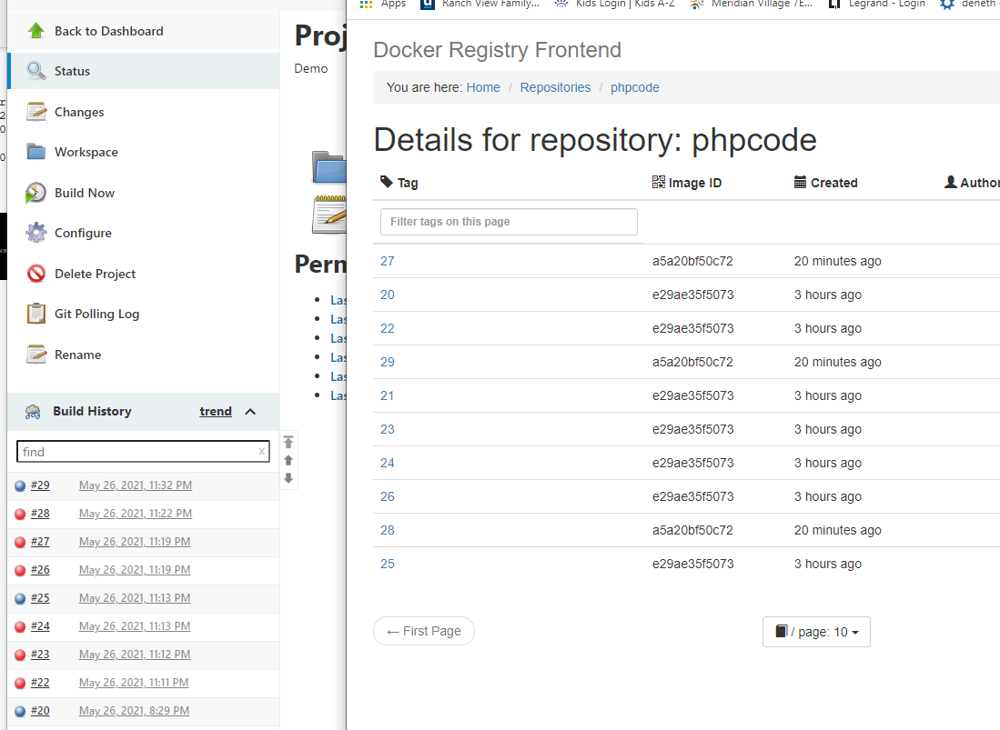 Back to Dashboard
Status
Changes
Workspace
Build Now
Configure
Delete Project
Git Polling Log
Rename
Build History trend
find x
#29 May 26, 2021, 11:32 PM
#28 May 26, 2021, 11:22 PM
#27 May 26, 2021, 11:19 PM
#26 May 26, 2021, 11:19 PM
#25 May 26, 2021, 11:13 PM
#24 May 26, 2021, 11:13 PM
#23 May 26, 2021, 11:12 PM
#22 May 26, 2021, 11:11 PM
#20 May 26, 2021, 8:29 PM
Proj
Demo
Perm
Las
Las
Las
Las
Las
Las
Apps Ranch View Family... Kids Login | Kids A-Z Meridian Village /E... Legrand - Login deneth
Docker Registry Frontend
You are here: Home / Repositories / phpcode
Details for repository: phpcode
Tag Image ID Created Author
Filter tags on this page
27 a5a20bf50c72 20 minutes ago
20 e29ae35f5073 3 hours ago
22 e29ae35f5073 3 hours ago
29 a5a20bf50c72 20 minutes ago
21 e29ae35f5073 3 hours ago
23 e29ae35f5073 3 hours ago
24 e29ae35f5073 3 hours ago
26 e29ae35f5073 3 hours ago
28 a5a20bf50c72 20 minutes ago
25 e29ae35f5073 3 hours ago
← First Page / page: 10